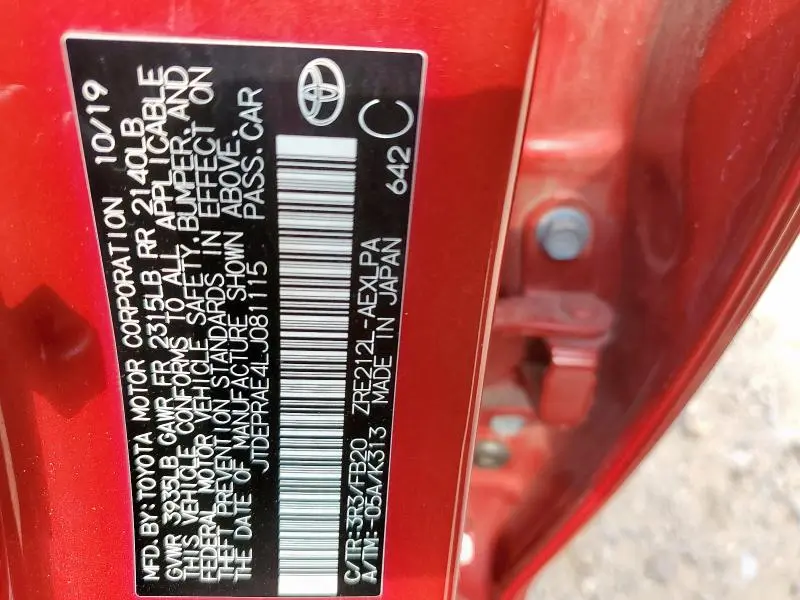 MFD.BY:TOYOTA MOTOR CORPORATION 10/19
GVWR 3935LB GAWR FR 2315LB RR 2140LB
THIS VEHICLE CONFORMS TO ALL APPLICABLE
FEDERAL MOTOR VEHICLE SAFETY,BUMPER,AND
THEFT PREVENTION STANDARDS IN EFFECT ON
THE DATE OF MANUFACTURE SHOWN ABOVE.
JTDEPRAE4LJ081115 PASS.CAR
C/TR:3R3/FB20 ZRE212L-AEXLPA 642 C
A/TM:-05A/K313 MADE IN JAPAN